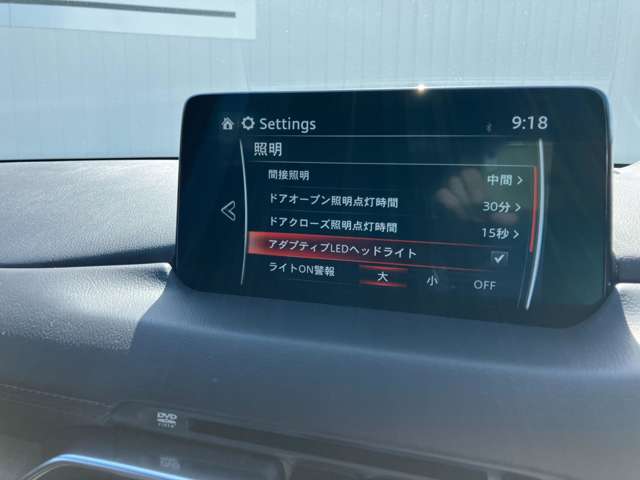 Settings 9:18
照明
間接照明 中間
ドアオープン照明点灯時間 30分
ドアクローズ照明点灯時間 15秒
アダプティブLEDヘッドライト
ライトON警報 大 小 OFF
DVD
VIDEO